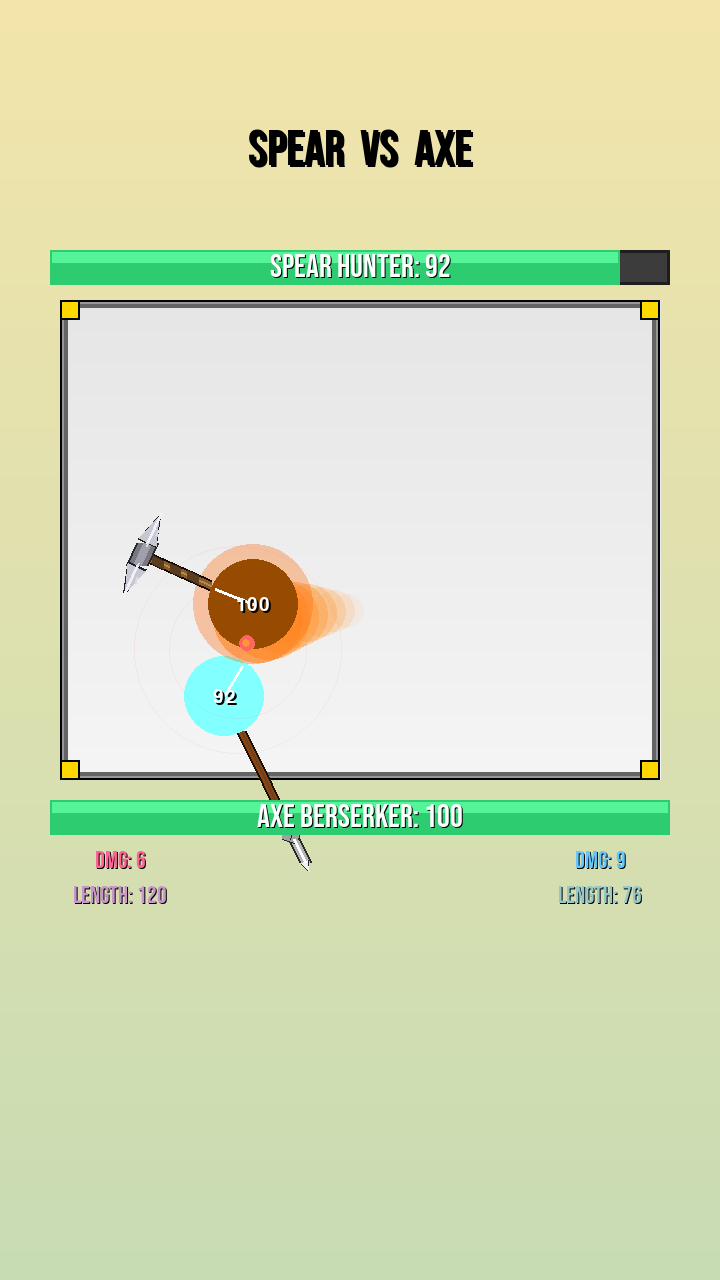 SPEAR VS AXE
SPEAR HUNTER: 92
100
92
AXE BERSERKER: 100
DMG: 6
DMG: 9
LENGTH: 120
LENGTH: 76